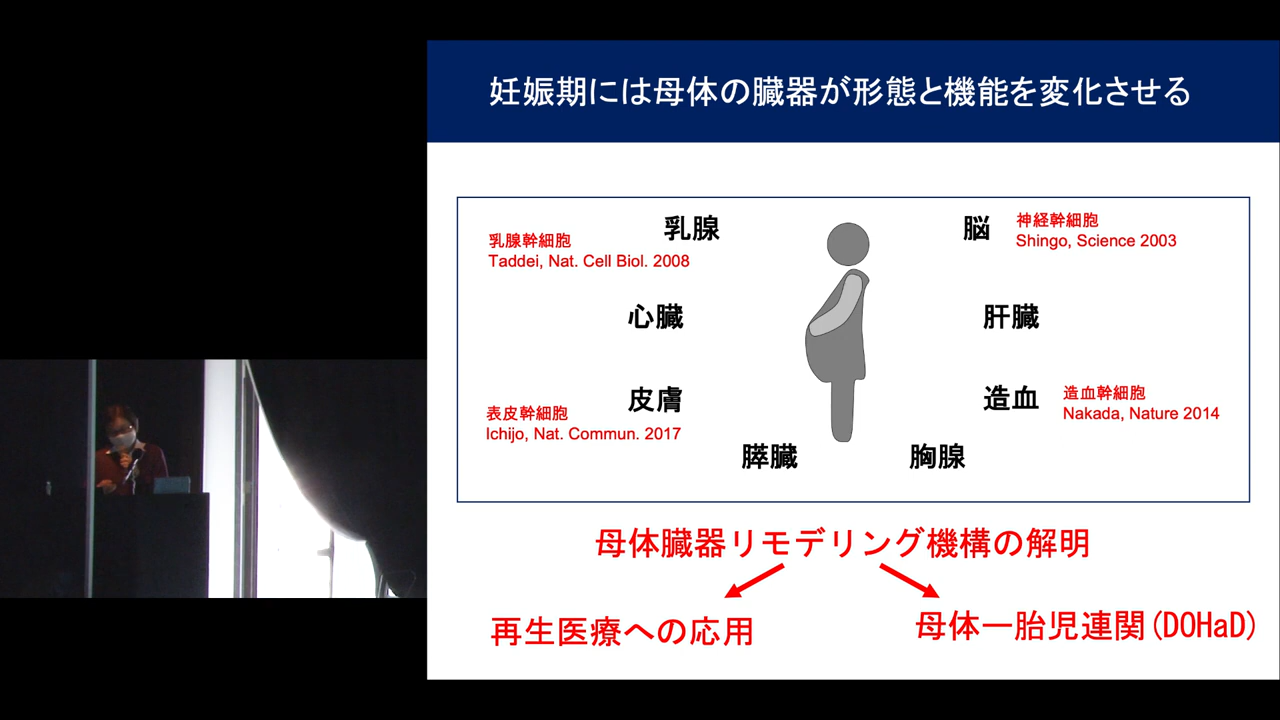 妊娠期には母体の臓器が形態と機能を変化させる
乳腺
乳腺幹細胞
Taddei, Nat. Cell Biol. 2008
脳
神経幹細胞
Shingo, Science 2003
心臓
肝臓
皮膚
表皮幹細胞
Ichijo, Nat. Commun. 2017
造血
造血幹細胞
Nakada, Nature 2014
膵臓
胸腺
母体臓器リモデリング機構の解明
再生医療への応用
母体ー胎児連関(DOHaD)